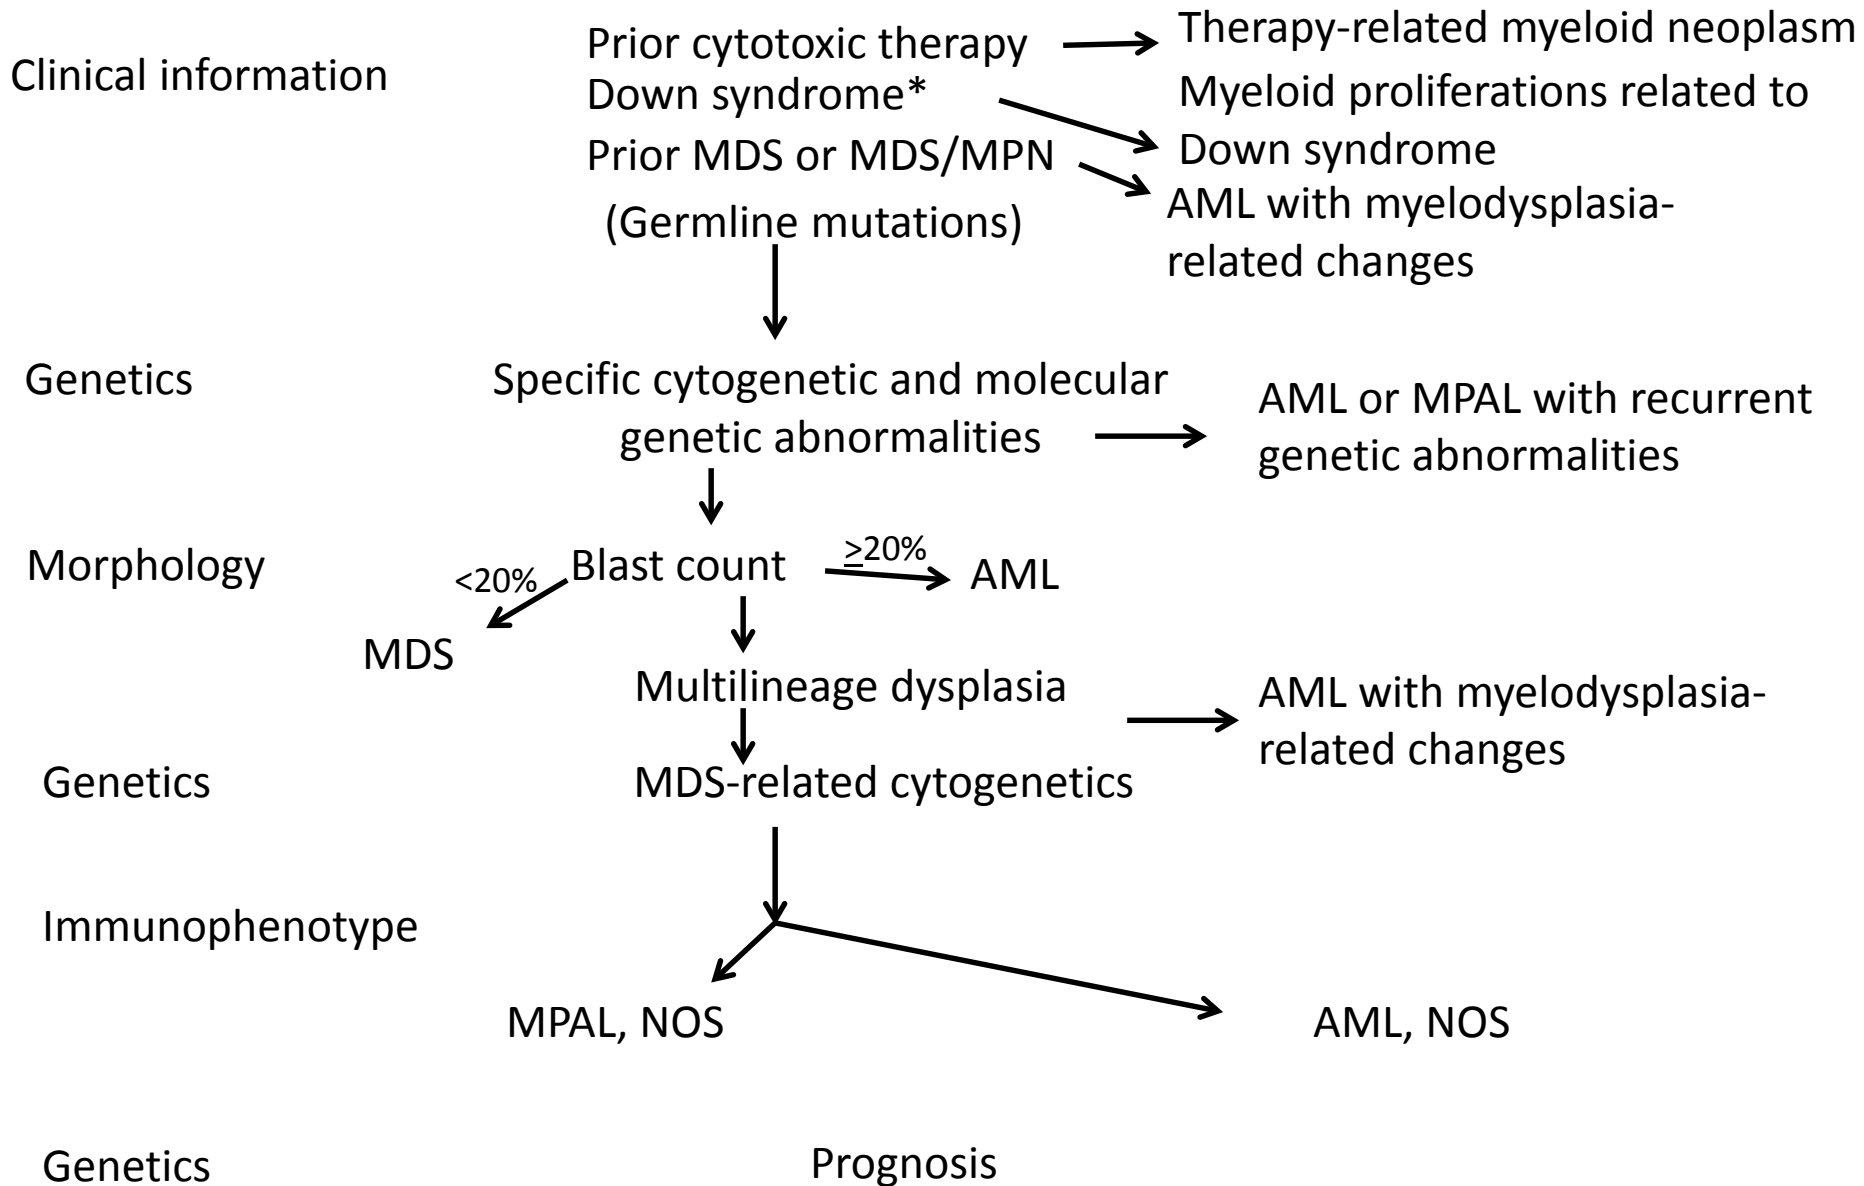 Clinical information
Prior cytotoxic therapy
Down syndrome*
Prior MDS or MDS/MPN
(Germline mutations)
Therapy-related myeloid neoplasm
Myeloid proliferations related to
Down syndrome
AML with myelodysplasia-
related changes
Genetics
Specific cytogenetic and molecular
genetic abnormalities
AML or MPAL with recurrent
genetic abnormalities
Morphology
<20%
Blast count
≥20%
AML
MDS
Multilineage dysplasia
AML with myelodysplasia-
related changes
Genetics
MDS-related cytogenetics
Immunophenotype
MPAL, NOS
AML, NOS
Genetics
Prognosis